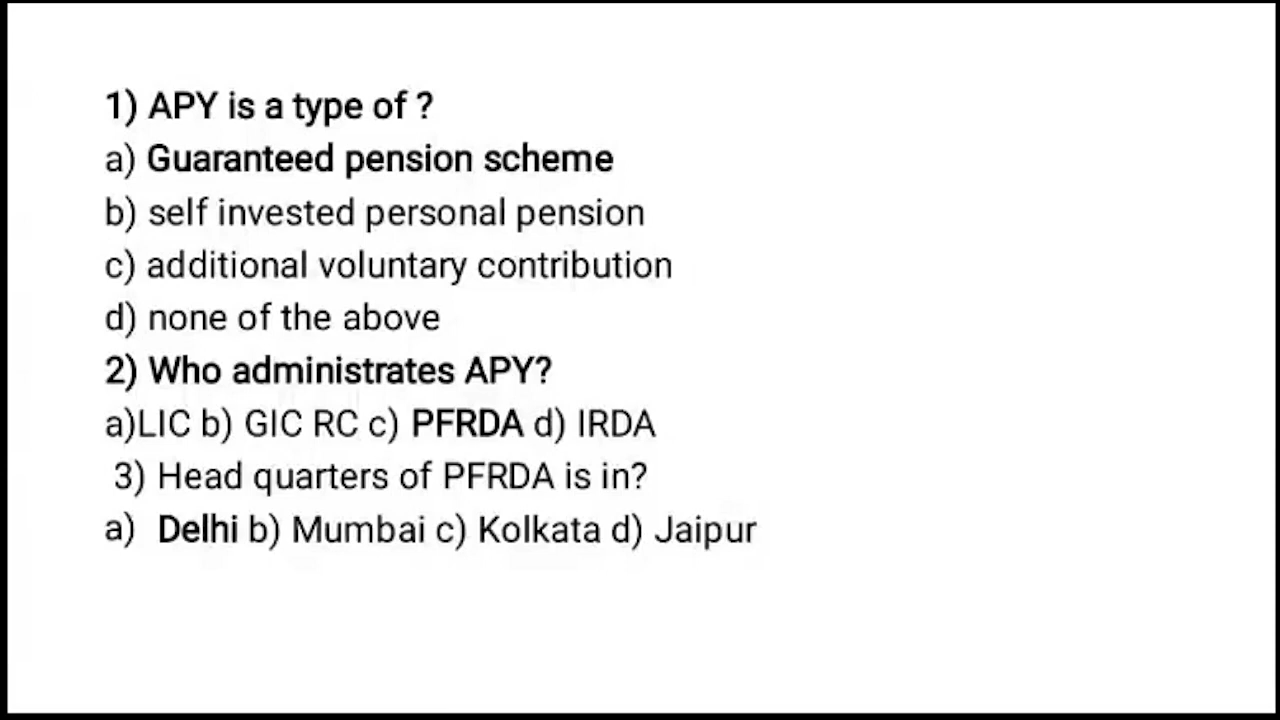 1) APY is a type of ?
a) Guaranteed pension scheme
b) self invested personal pension
c) additional voluntary contribution
d) none of the above
2) Who administrates APY?
a)LIC b) GIC RC c) PFRDA d) IRDA
3) Head quarters of PFRDA is in?
a) Delhi b) Mumbai c) Kolkata d) Jaipur